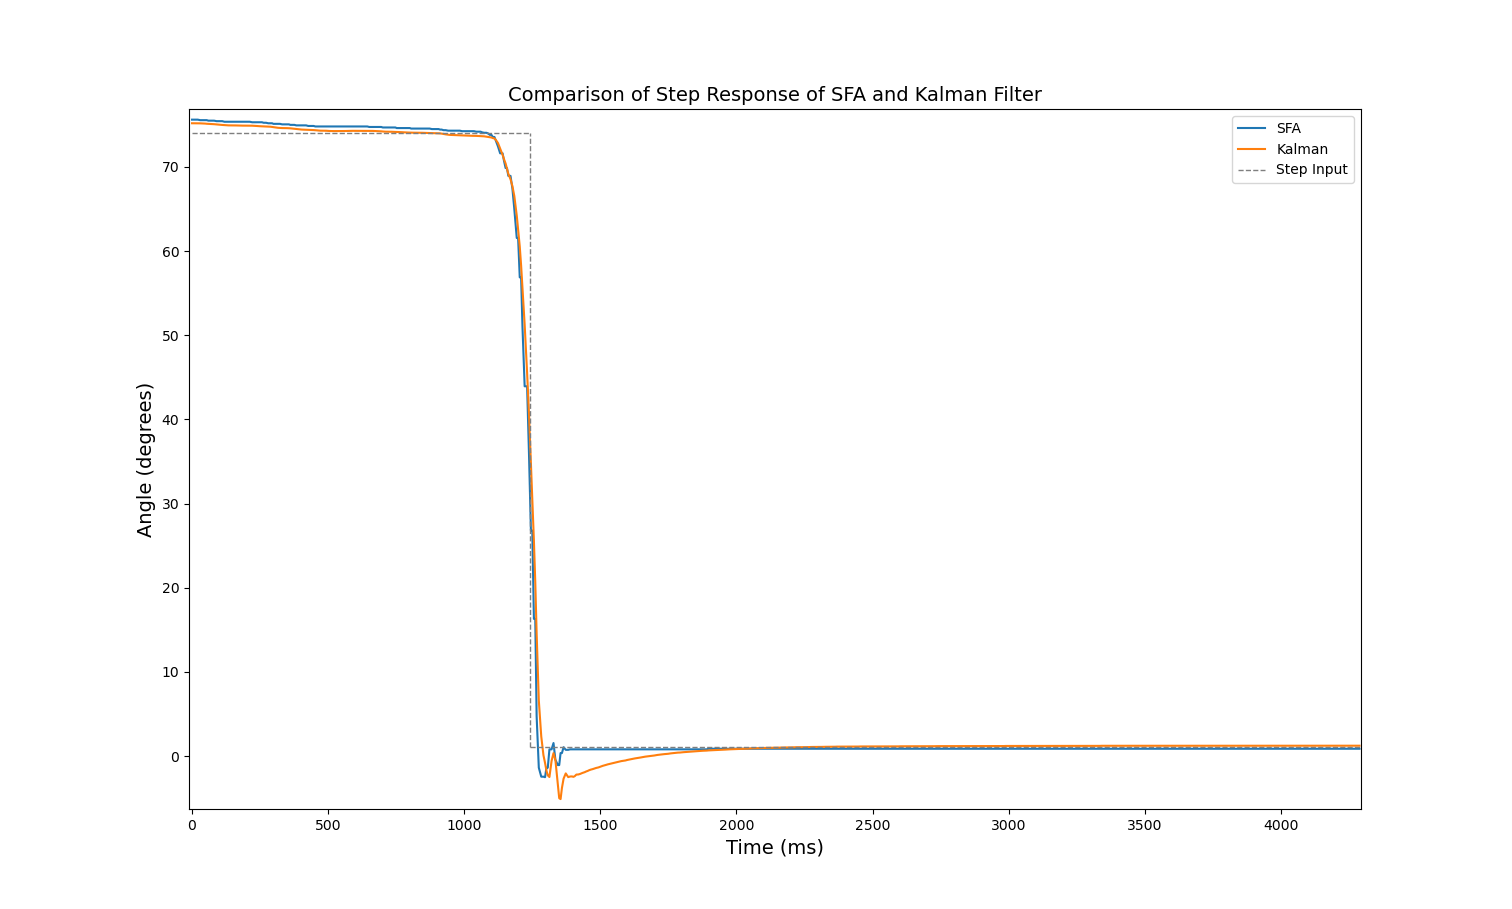 Comparison of Step Response of SFA and Kalman Filter
SFA
Kalman
Step Input
Angle (degrees)
70
60
50
40
30
20
10
0
0 500 1000 1500 2000 2500 3000 3500 4000
Time (ms)